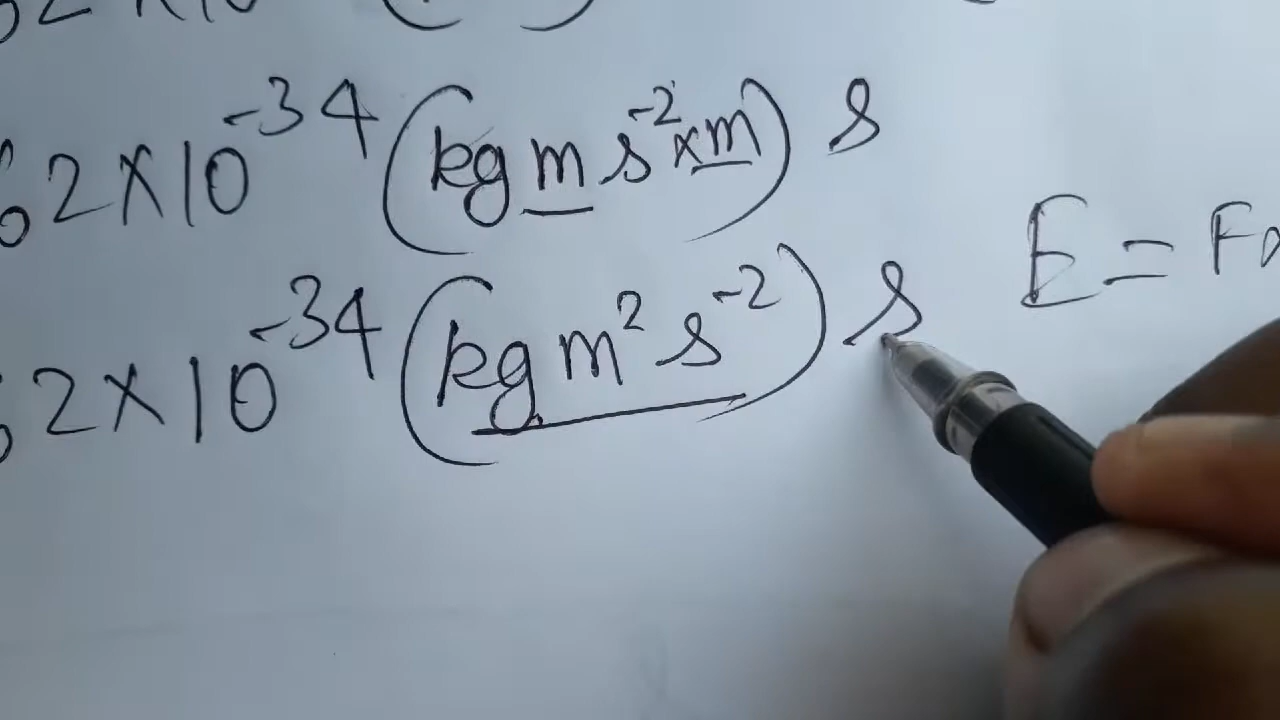 2×10⁻³⁴ (kg m s⁻² × m) s
E = F
2×10⁻³⁴ (kg m² s⁻²) s